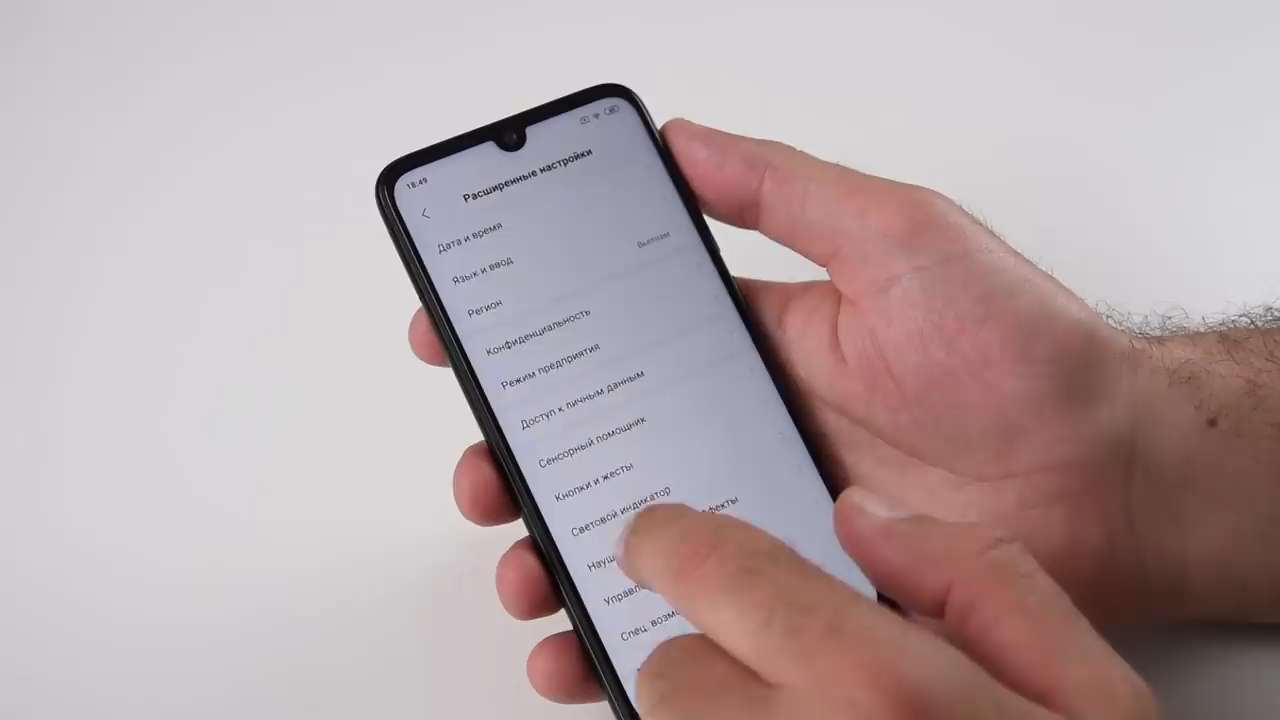 18:49
Расширенные настройки
Дата и время
Язык и ввод
Регион Вьетнам
Конфиденциальность
Режим предприятия
Доступ к личным данным
Сенсорный помощник
Кнопки и жесты
Световой индикатор